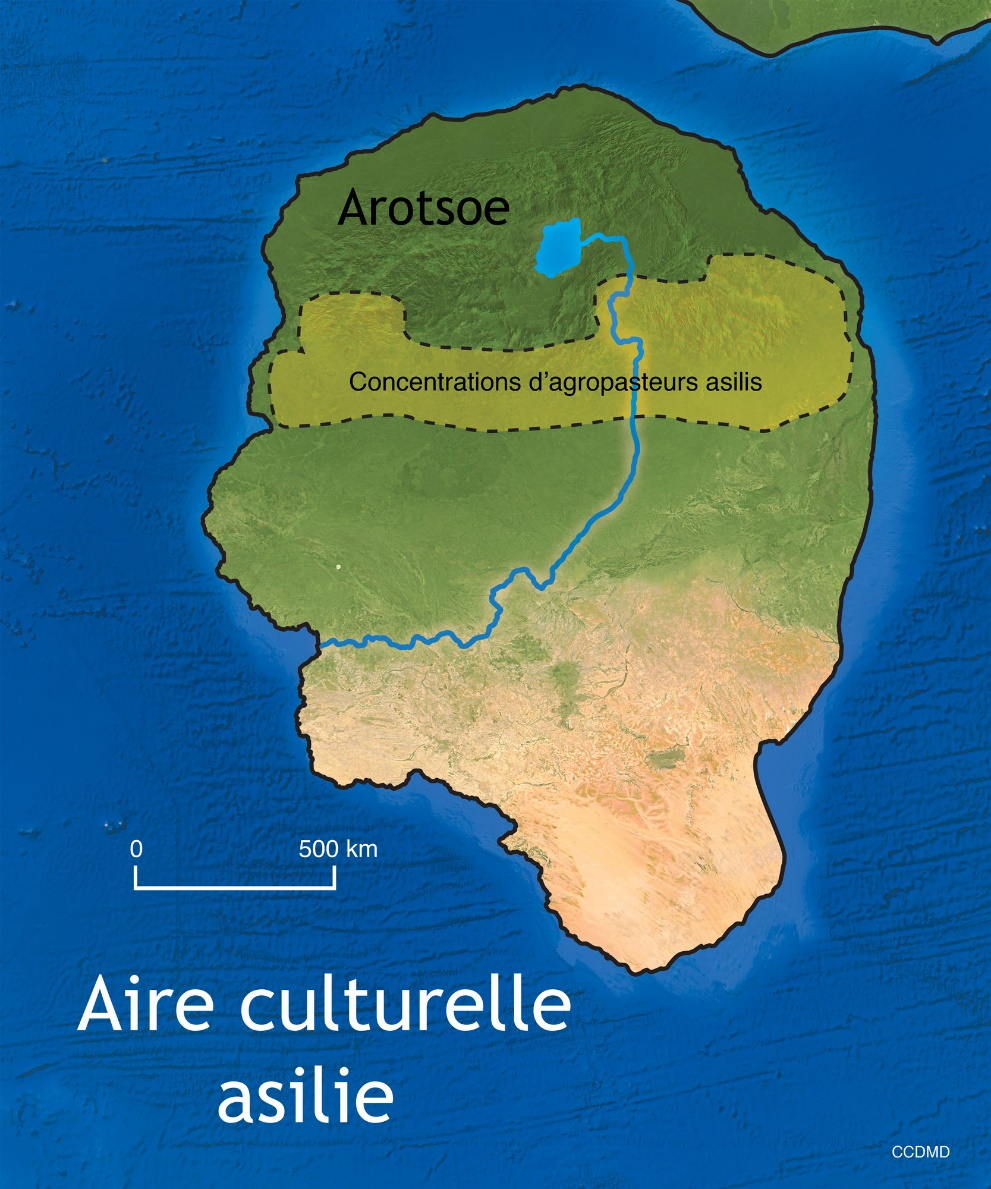 Arotsoe
Concentrations d’agropasteurs asilis
0 500 km
Aire culturelle
asilie
CCDMD